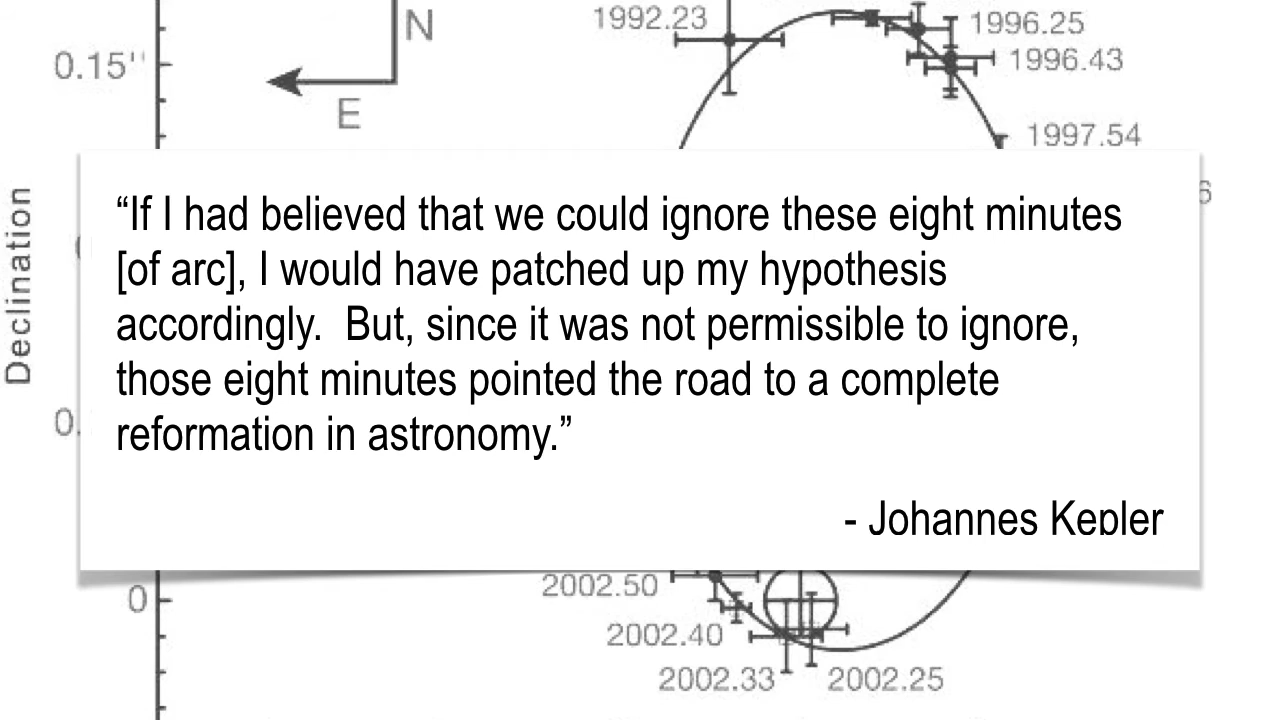 1992.23
N
1996.25
0.15''
1996.43
E
1997.54
6
Declination
“If I had believed that we could ignore these eight minutes
[of arc], I would have patched up my hypothesis
accordingly.  But, since it was not permissible to ignore,
those eight minutes pointed the road to a complete
reformation in astronomy.”
- Johannes Kepler
0.
2002.50
0
2002.40
2002.33
2002.25